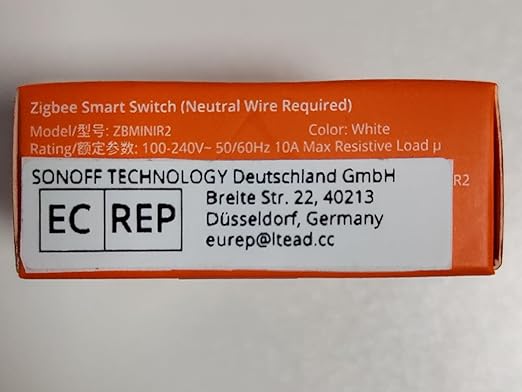 Zigbee Smart Switch (Neutral Wire Required)
Model/型号: ZBMINIR2 Color: White
Rating/额定参数: 100-240V~ 50/60Hz 10A Max Resistive Load μ
SONOFF TECHNOLOGY Deutschland GmbH
EC REP
Breite Str. 22, 40213
Düsseldorf, Germany
eurep@ltead.cc
R2